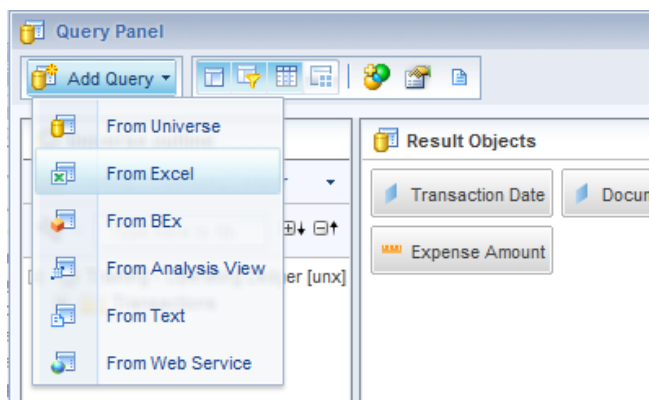 Query Panel
Add Query
From Universe
From Excel
Result Objects
Transaction Date
Docur
From BEx
Expense Amount
From Analysis View
er [unx]
From Text
From Web Service